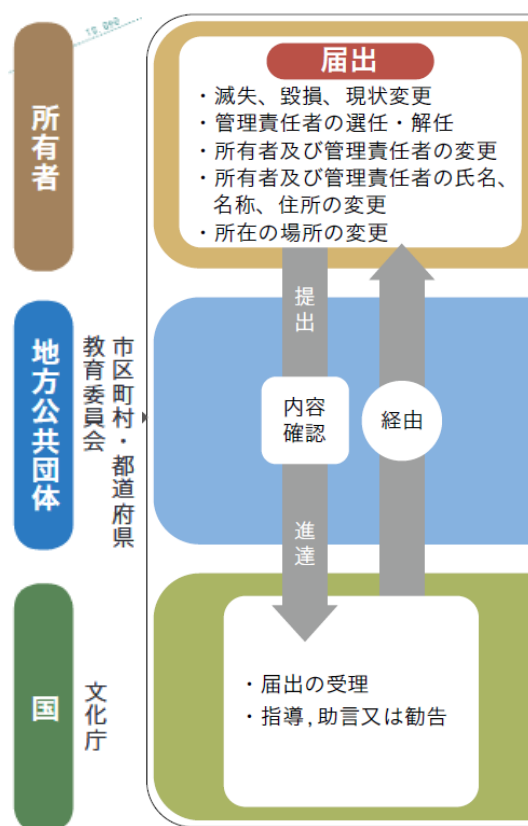 所有者
届出
・滅失、毀損、現状変更
・管理責任者の選任・解任
・所有者及び管理責任者の変更
・所有者及び管理責任者の氏名、
名称、住所の変更
・所在の場所の変更
提出
地方公共団体
市区町村・都道府県
教育委員会
内容
確認
経由
進達
国
文化庁
・届出の受理
・指導,助言又は勧告